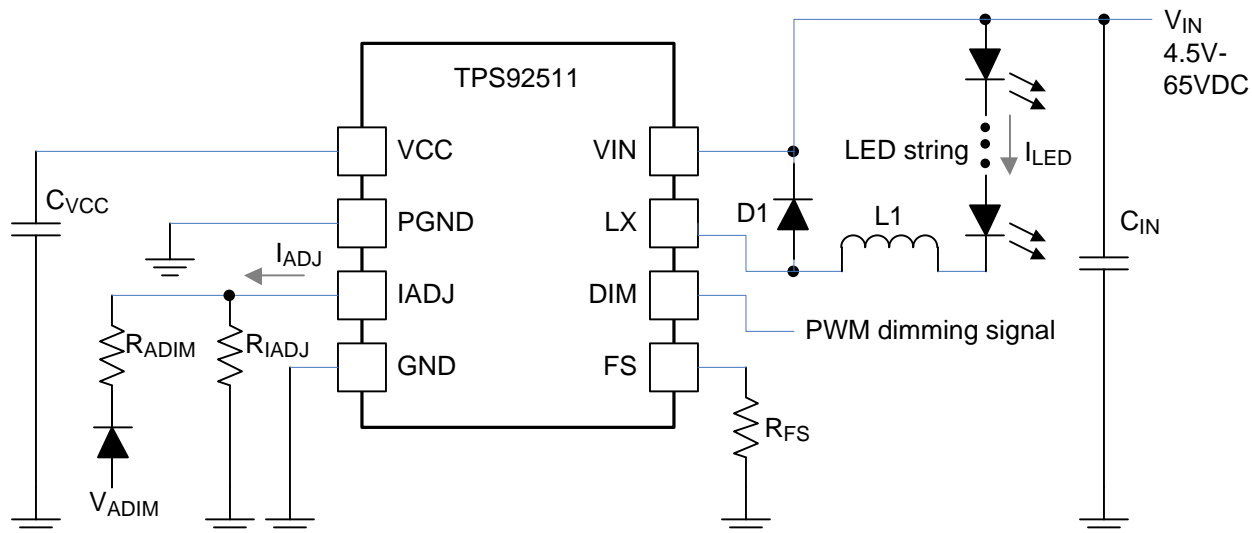 TPS92511
VCC
PGND
IADJ
GND
VIN
LX
DIM
FS
C_VCC
I_ADJ
R_ADIM
R_IADJ
V_ADIM
D1
L1
LED string
I_LED
C_IN
V_IN
4.5V-
65VDC
PWM dimming signal
R_FS